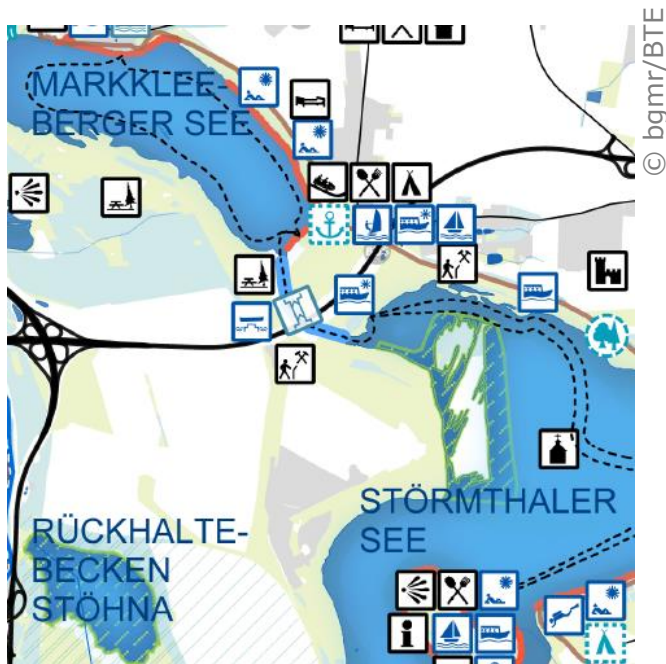 MARKKLEE-
BERGER SEE
STÖRMTHALER
SEE
RÜCKHALTE-
BECKEN
STÖHNA
© bgmr/BTE